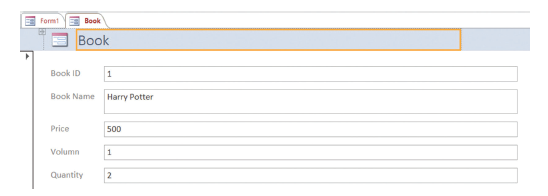 Form1 Book
Book
Book ID 1
Book Name Harry Potter
Price 500
Volumn 1
Quantity 2